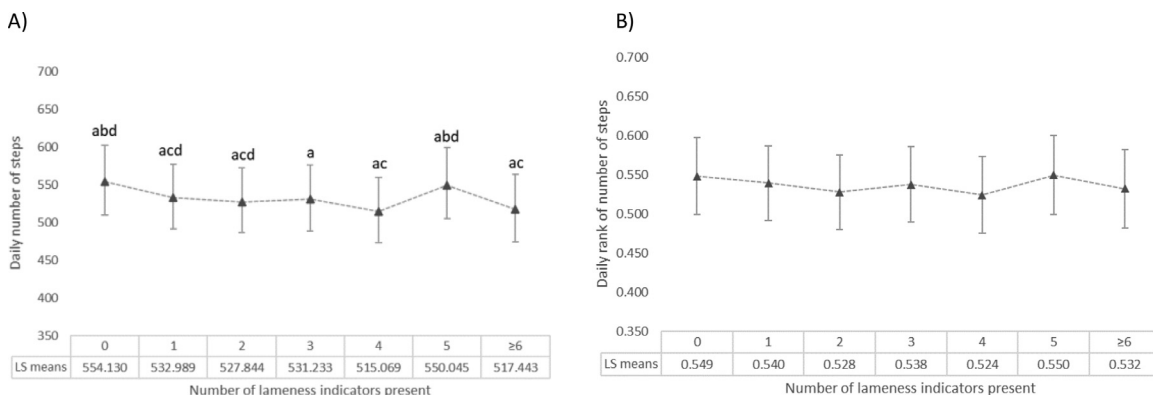 A)
Daily number of steps
700
650
600
550
500
450
400
350
abd
acd
acd
a
ac
abd
ac
0 1 2 3 4 5 ≥6
LS means 554.130 532.989 527.844 531.233 515.069 550.045 517.443
Number of lameness indicators present
B)
Daily rank of number of steps
0.700
0.650
0.600
0.550
0.500
0.450
0.400
0.350
0 1 2 3 4 5 ≥6
LS means 0.549 0.540 0.528 0.538 0.524 0.550 0.532
Number of lameness indicators present